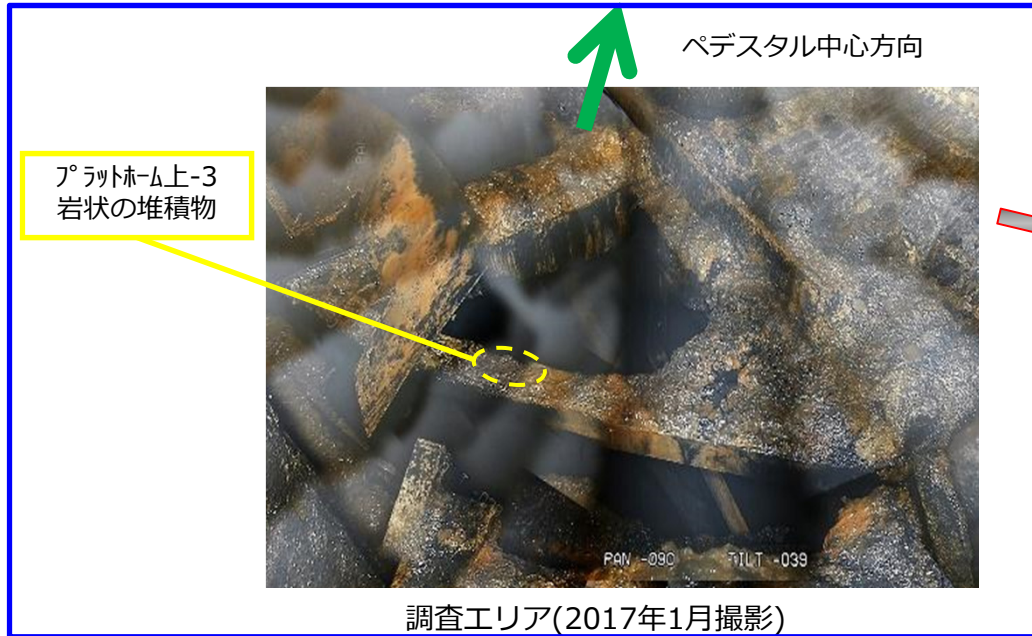 ペデスタル中心方向
プラットホーム上-3
岩状の堆積物
PAN -090 TILT -039
調査エリア(2017年1月撮影)